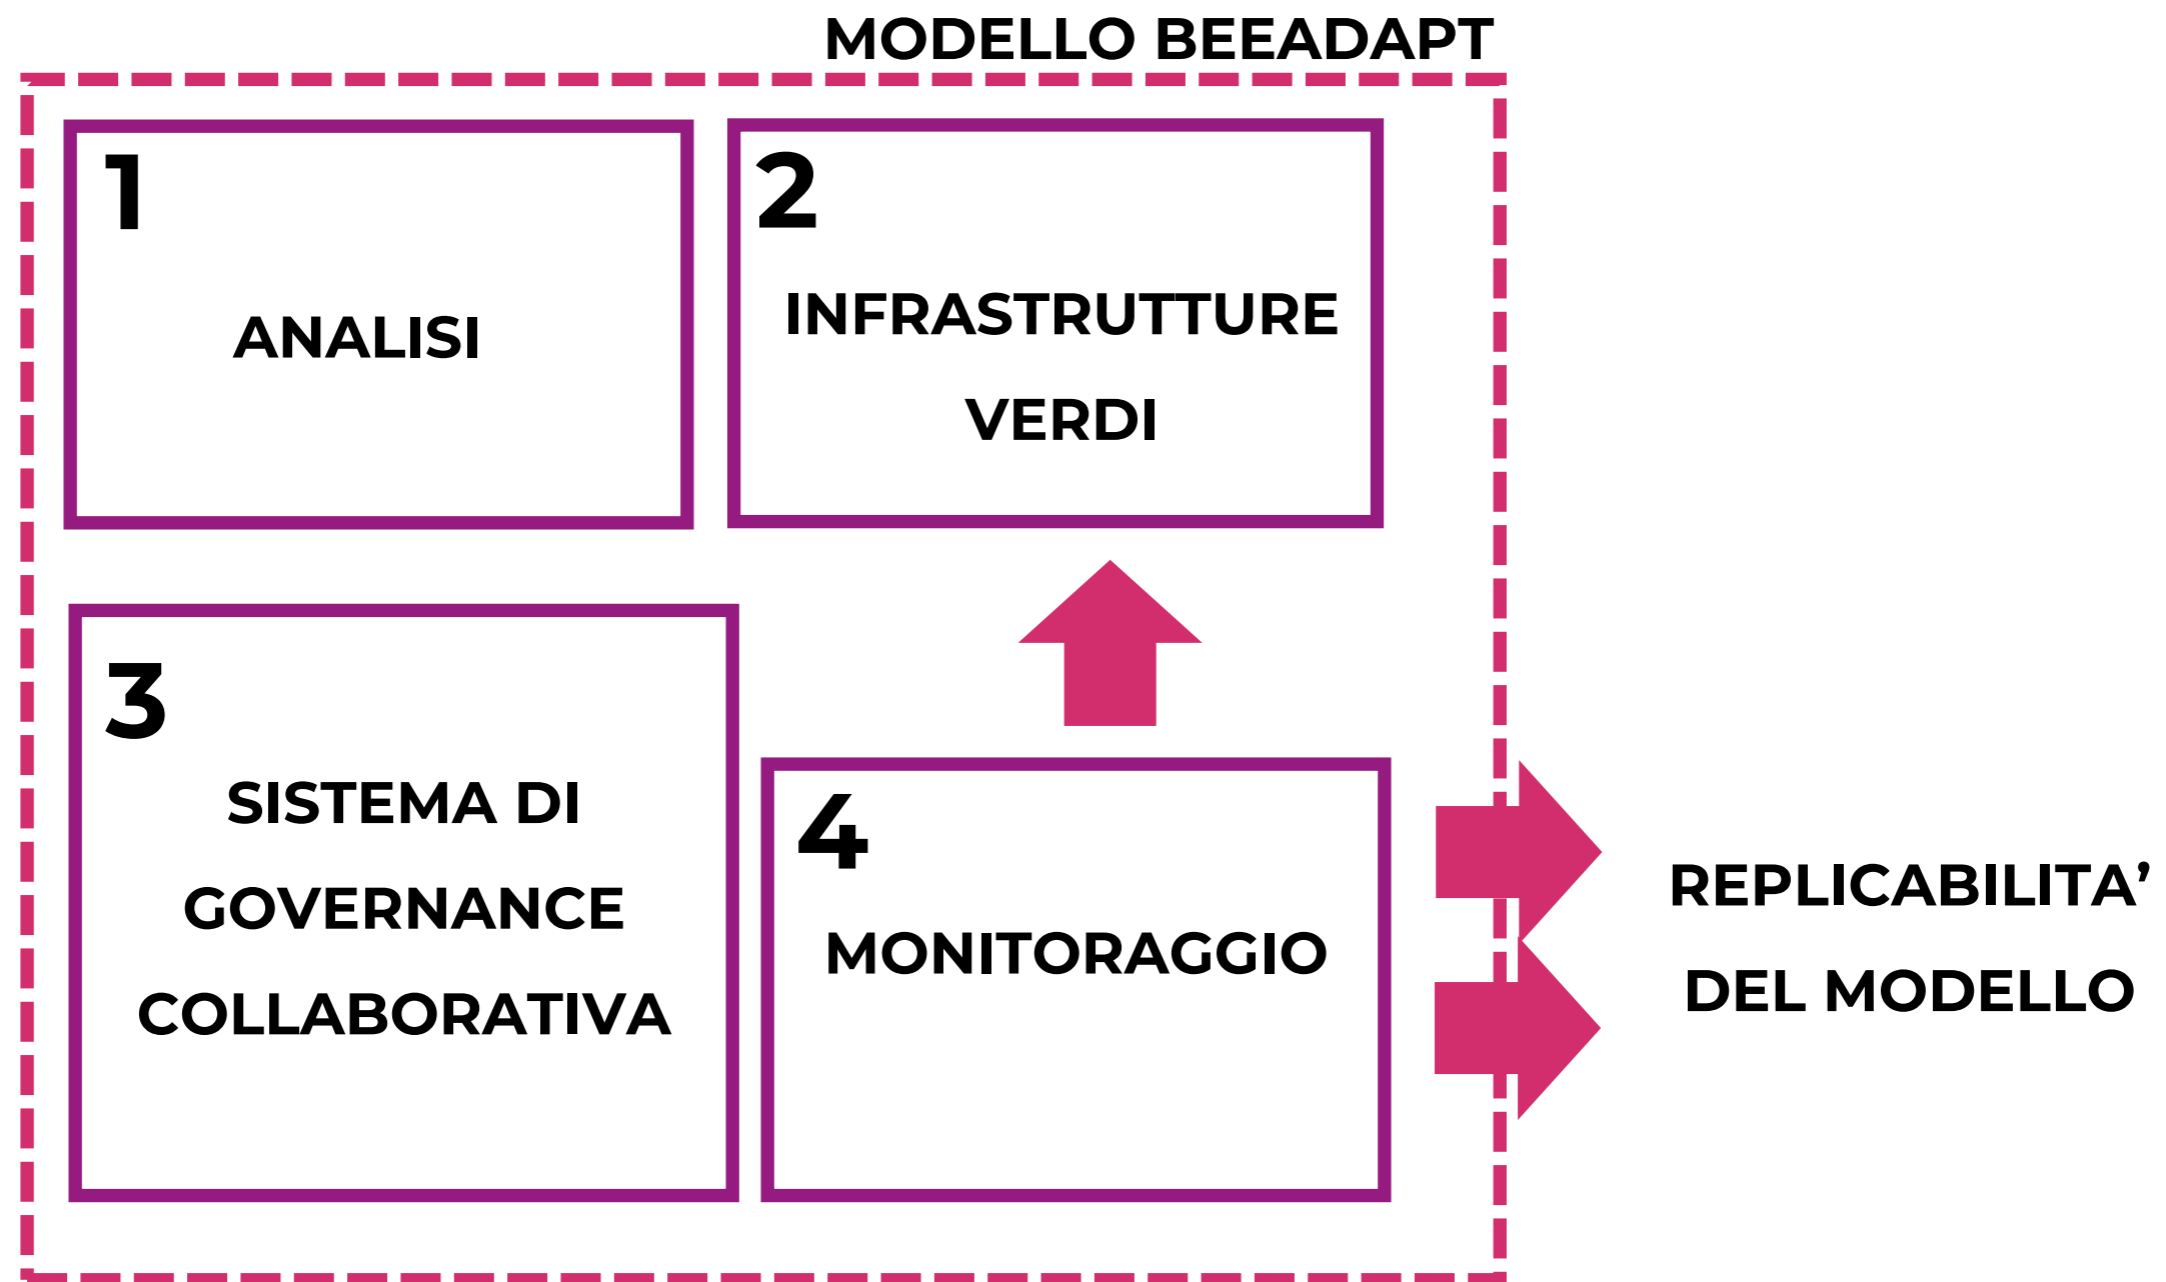 MODELLO BEEADAPT
1
ANALISI
2
INFRASTRUTTURE
VERDI
3
SISTEMA DI
GOVERNANCE
COLLABORATIVA
4
MONITORAGGIO
REPLICABILITA’
DEL MODELLO